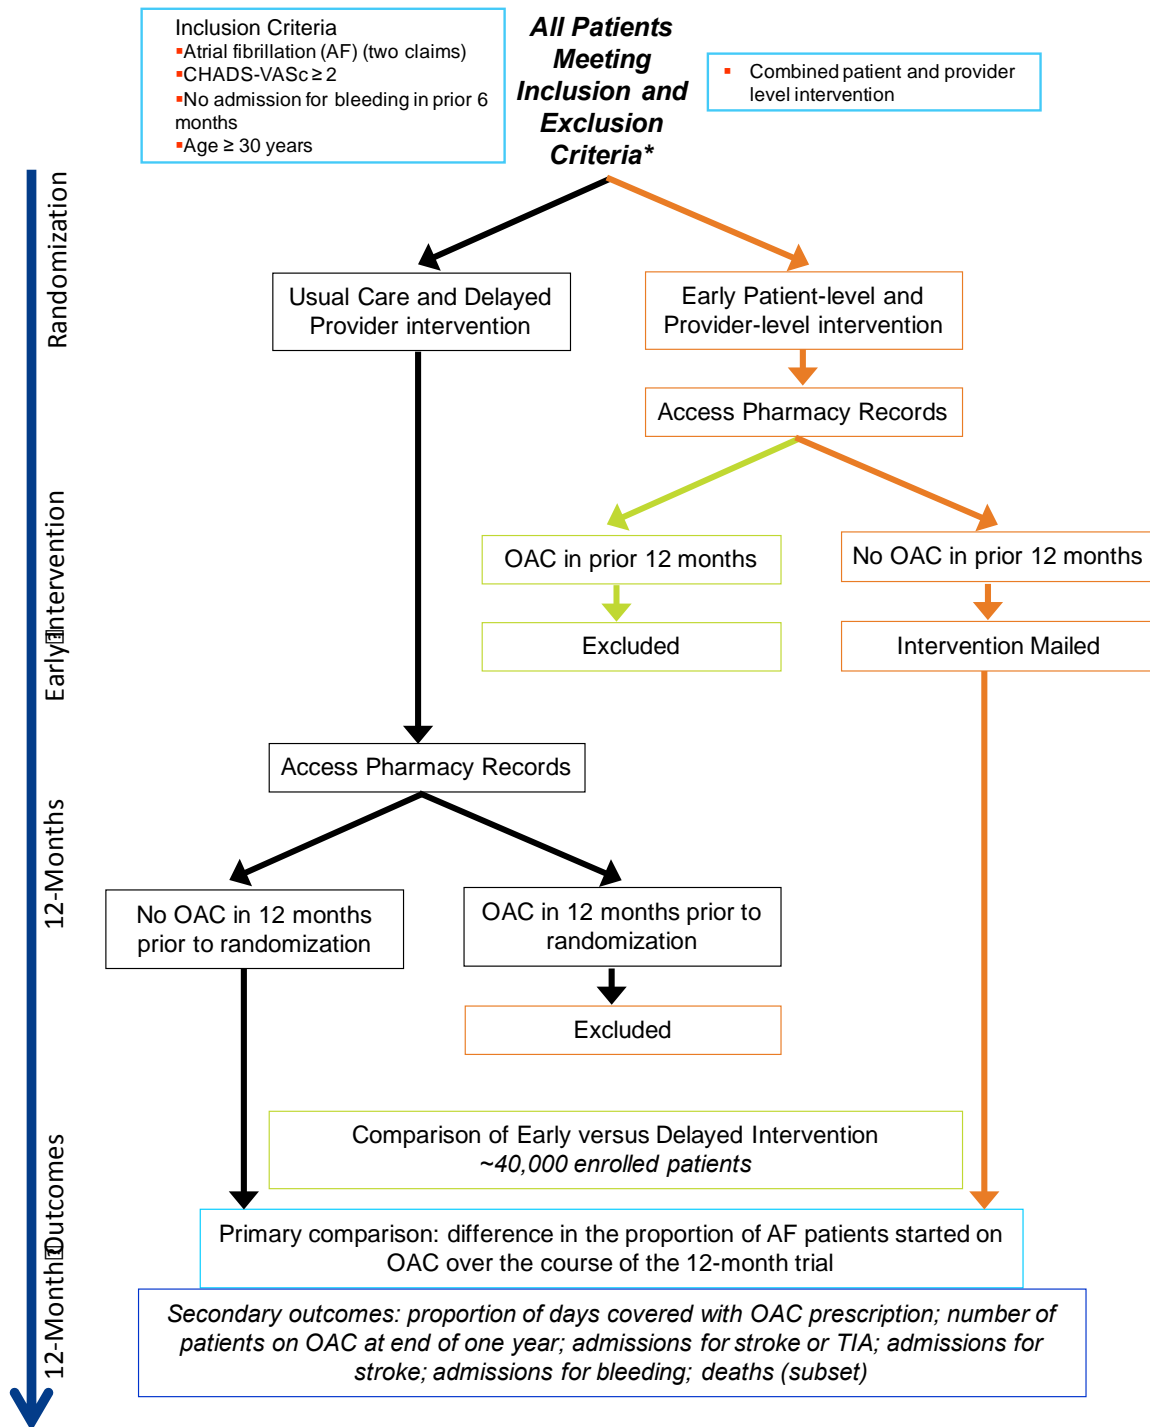 Inclusion Criteria
▪Atrial fibrillation (AF) (two claims)
▪CHADS-VASc ≥ 2
▪No admission for bleeding in prior 6
months
▪Age ≥ 30 years
All Patients
Meeting
Inclusion and
Exclusion
Criteria*
▪ Combined patient and provider
level intervention
Randomization
Usual Care and Delayed
Provider intervention
Early Patient-level and
Provider-level intervention
Access Pharmacy Records
Early Intervention
OAC in prior 12 months
No OAC in prior 12 months
Excluded
Intervention Mailed
Access Pharmacy Records
12-Months
No OAC in 12 months
prior to randomization
OAC in 12 months prior to
randomization
Excluded
Comparison of Early versus Delayed Intervention
~40,000 enrolled patients
12-Month Outcomes
Primary comparison: difference in the proportion of AF patients started on
OAC over the course of the 12-month trial
Secondary outcomes: proportion of days covered with OAC prescription; number of
patients on OAC at end of one year; admissions for stroke or TIA; admissions for
stroke; admissions for bleeding; deaths (subset)